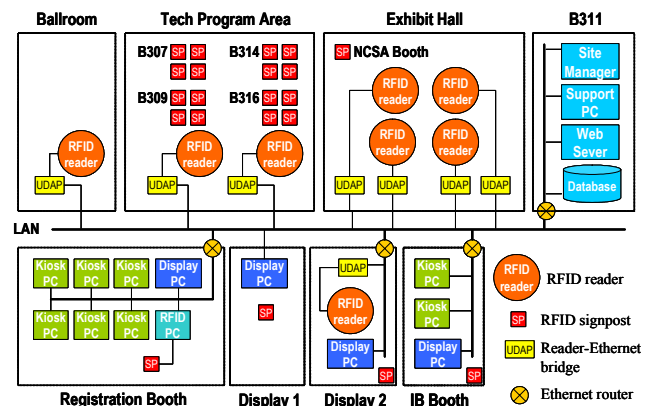 Ballroom
Tech Program Area
Exhibit Hall
B311
B307
SP
SP
SP
SP
B314
SP
SP
SP
SP
B309
SP
SP
SP
SP
B316
SP
SP
SP
SP
SP
NCSA Booth
Site
Manager
Support
PC
Web
Sever
Database
RFID
reader
RFID
reader
RFID
reader
RFID
reader
RFID
reader
RFID
reader
RFID
reader
UDAP
UDAP
UDAP
UDAP
UDAP
UDAP
UDAP
LAN
Kiosk
PC
Kiosk
PC
Kiosk
PC
Display
PC
Kiosk
PC
Kiosk
PC
Kiosk
PC
RFID
PC
SP
Registration Booth
Display
PC
SP
Display 1
UDAP
RFID
reader
Display
PC
SP
Display 2
Kiosk
PC
Kiosk
PC
Display
PC
SP
IB Booth
RFID
reader
RFID reader
SP
RFID signpost
UDAP
Reader-Ethernet
bridge
Ethernet router